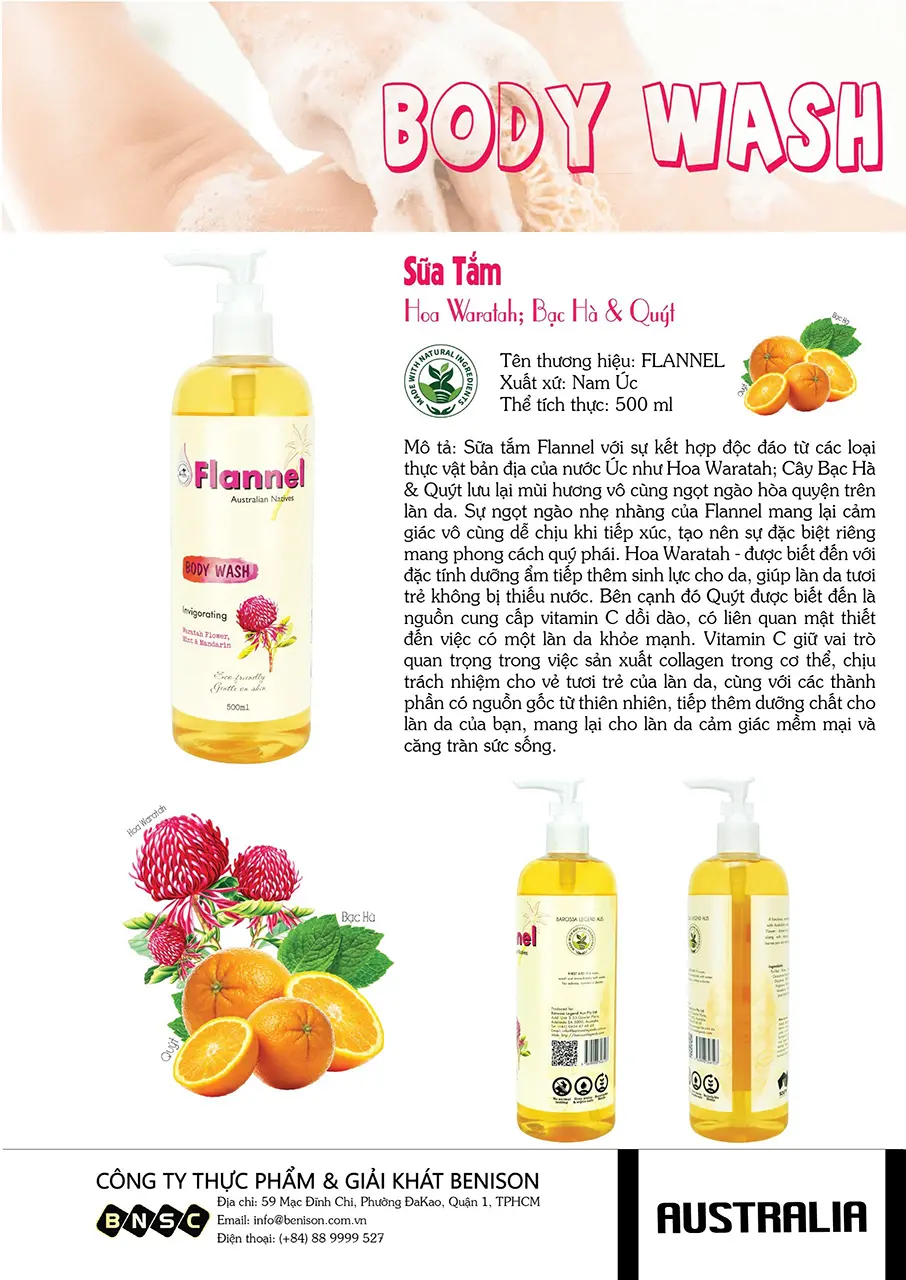 BODY WASH
Sữa Tắm
Hoa Waratah; Bạc Hà & Quýt
MADE WITH NATURAL INGREDIENTS
Tên thương hiệu: FLANNEL
Xuất xứ: Nam Úc
Thể tích thực: 500 ml
Bạc Hà
Quýt
Mô tả: Sữa tắm Flannel với sự kết hợp độc đáo từ các loại
thực vật bản địa của nước Úc như Hoa Waratah; Cây Bạc Hà
& Quýt lưu lại mùi hương vô cùng ngọt ngào hòa quyện trên
làn da. Sự ngọt ngào nhẹ nhàng của Flannel mang lại cảm
giác vô cùng dễ chịu khi tiếp xúc, tạo nên sự đặc biệt riêng
mang phong cách quý phái. Hoa Waratah - được biết đến với
đặc tính dưỡng ẩm tiếp thêm sinh lực cho da, giúp làn da tươi
trẻ không bị thiếu nước. Bên cạnh đó Quýt được biết đến là
nguồn cung cấp vitamin C dồi dào, có liên quan mật thiết
đến việc có một làn da khỏe mạnh. Vitamin C giữ vai trò
quan trọng trong việc sản xuất collagen trong cơ thể, chịu
trách nhiệm cho vẻ tươi trẻ của làn da, cùng với các thành
phần có nguồn gốc từ thiên nhiên, tiếp thêm dưỡng chất cho
làn da của bạn, mang lại cho làn da cảm giác mềm mại và
căng tràn sức sống.
Flannel
Australian Natives
BODY WASH
Invigorating
Waratah Flower,
Mint & Mandarin
Eco friendly
Gentle on skin
500ml
Hoa Waratah
Bạc Hà
Quýt
nnel
BAROSSA LEGEND AUS
Produced for:
Barossa Legend Aus Pty Ltd
CÔNG TY THỰC PHẨM & GIẢI KHÁT BENISON
BNSC
Địa chỉ: 59 Mạc Đĩnh Chi, Phường ĐaKao, Quận 1, TPHCM
Email: info@benison.com.vn
Điện thoại: (+84) 88 9999 527
AUSTRALIA